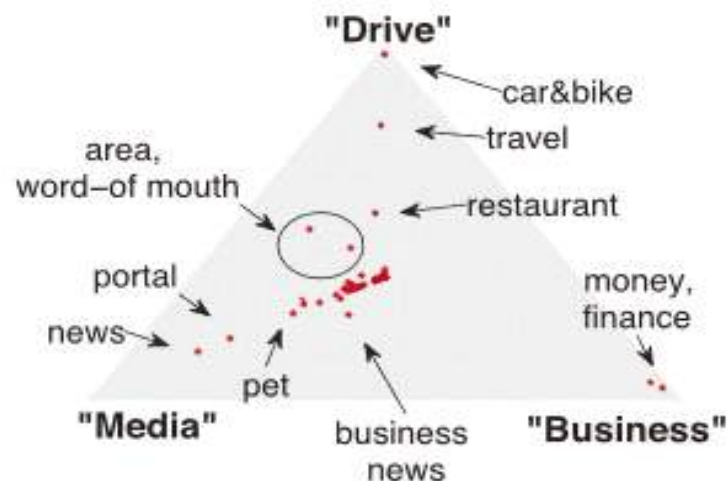 "Drive"
car&bike
travel
area,
word–of mouth
restaurant
portal
money,
finance
news
pet
"Media"
business
news
"Business"